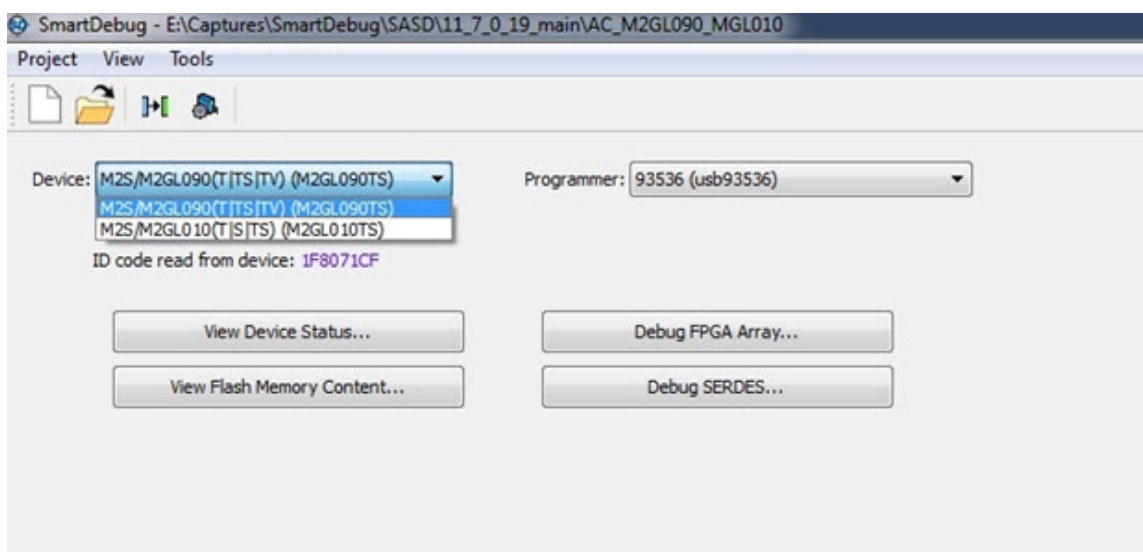 SmartDebug - E:\Captures\SmartDebug\SASD\11_7_0_19_main\AC_M2GL090_MGL010
Project View Tools
Device: M2S/M2GL090(T|TS|TV) (M2GL090TS) Programmer: 93536 (usb93536)
M2S/M2GL090(T|TS|TV) (M2GL090TS)
M2S/M2GL010(T|S|TS) (M2GL010TS)
ID code read from device: 1F8071CF
View Device Status... Debug FPGA Array...
View Flash Memory Content... Debug SERDES...